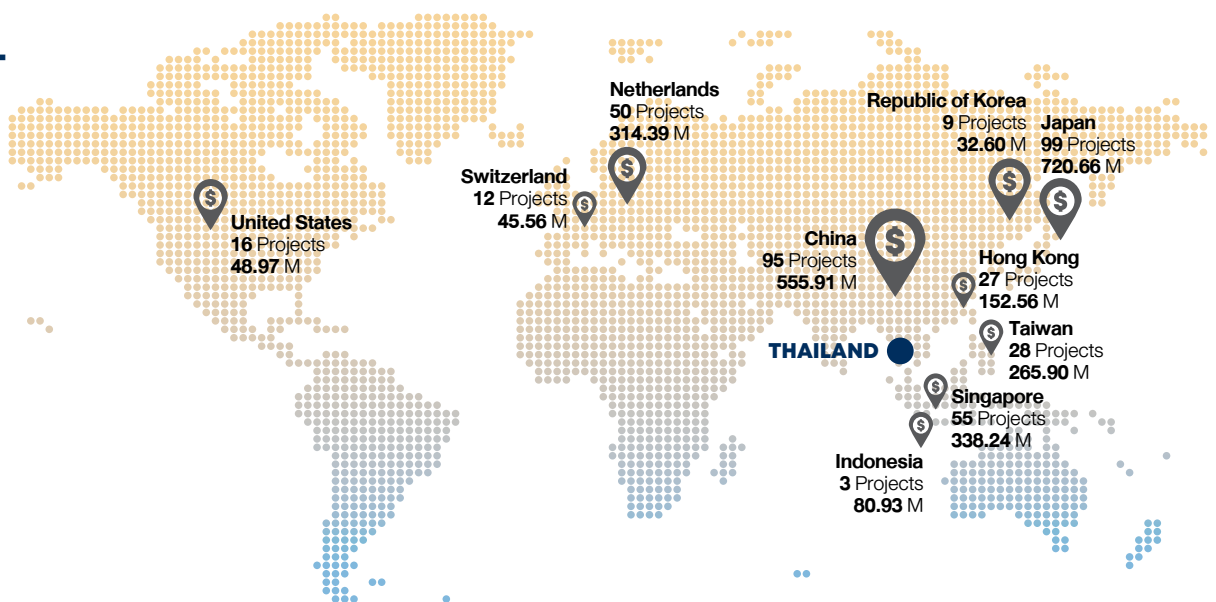 Netherlands
50 Projects
314.39 M
Republic of Korea
9 Projects
32.60 M
Japan
99 Projects
720.66 M
Switzerland
12 Projects
45.56 M
United States
16 Projects
48.97 M
China
95 Projects
555.91 M
Hong Kong
27 Projects
152.56 M
Taiwan
28 Projects
265.90 M
THAILAND
Singapore
55 Projects
338.24 M
Indonesia
3 Projects
80.93 M